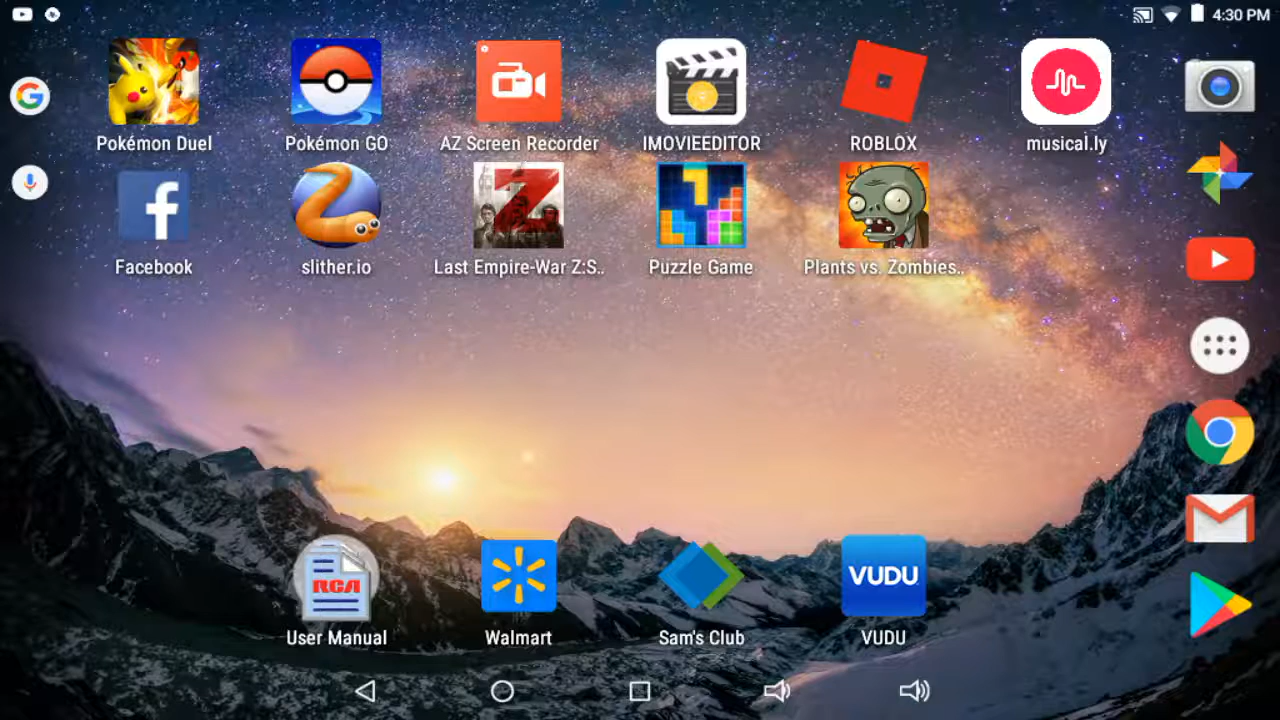 4:30 PM
Pokémon Duel
Pokémon GO
AZ Screen Recorder
IMOVIEEDITOR
ROBLOX
musical.ly
Facebook
slither.io
Last Empire-War Z:S..
Puzzle Game
Plants vs. Zombies..
RCA
VUDU
User Manual
Walmart
Sam's Club
VUDU